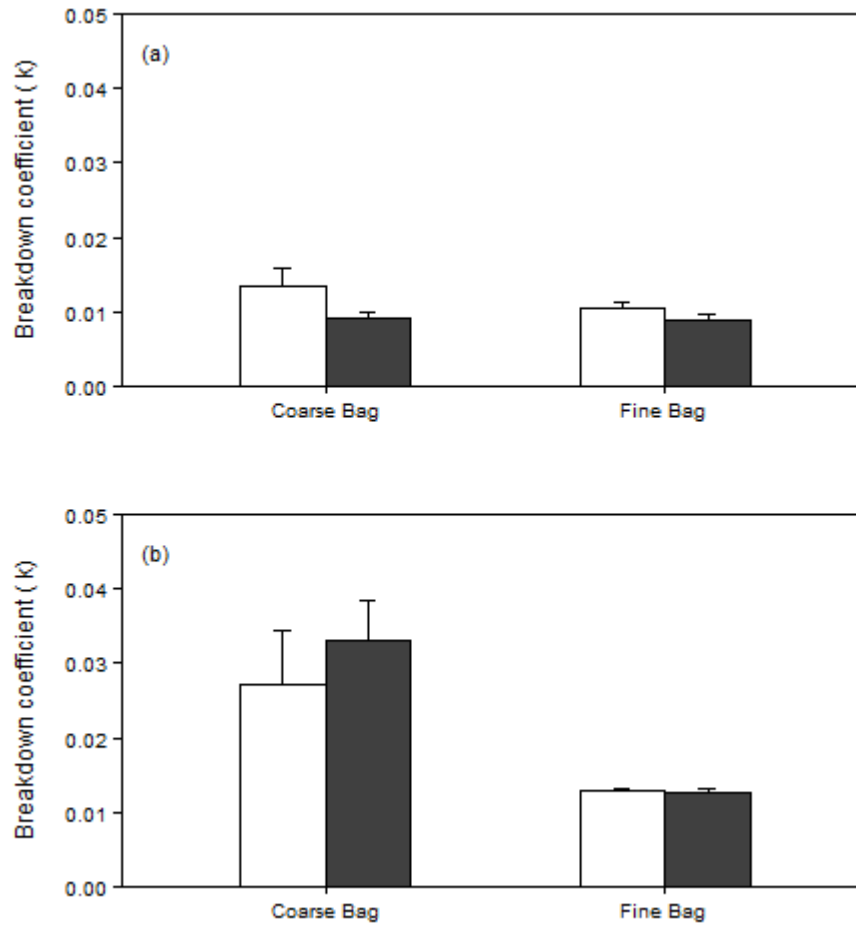 (a)
Breakdown coefficient ( k)
0.05
0.04
0.03
0.02
0.01
0.00
Coarse Bag
Fine Bag
(b)
Breakdown coefficient ( k)
0.05
0.04
0.03
0.02
0.01
0.00
Coarse Bag
Fine Bag